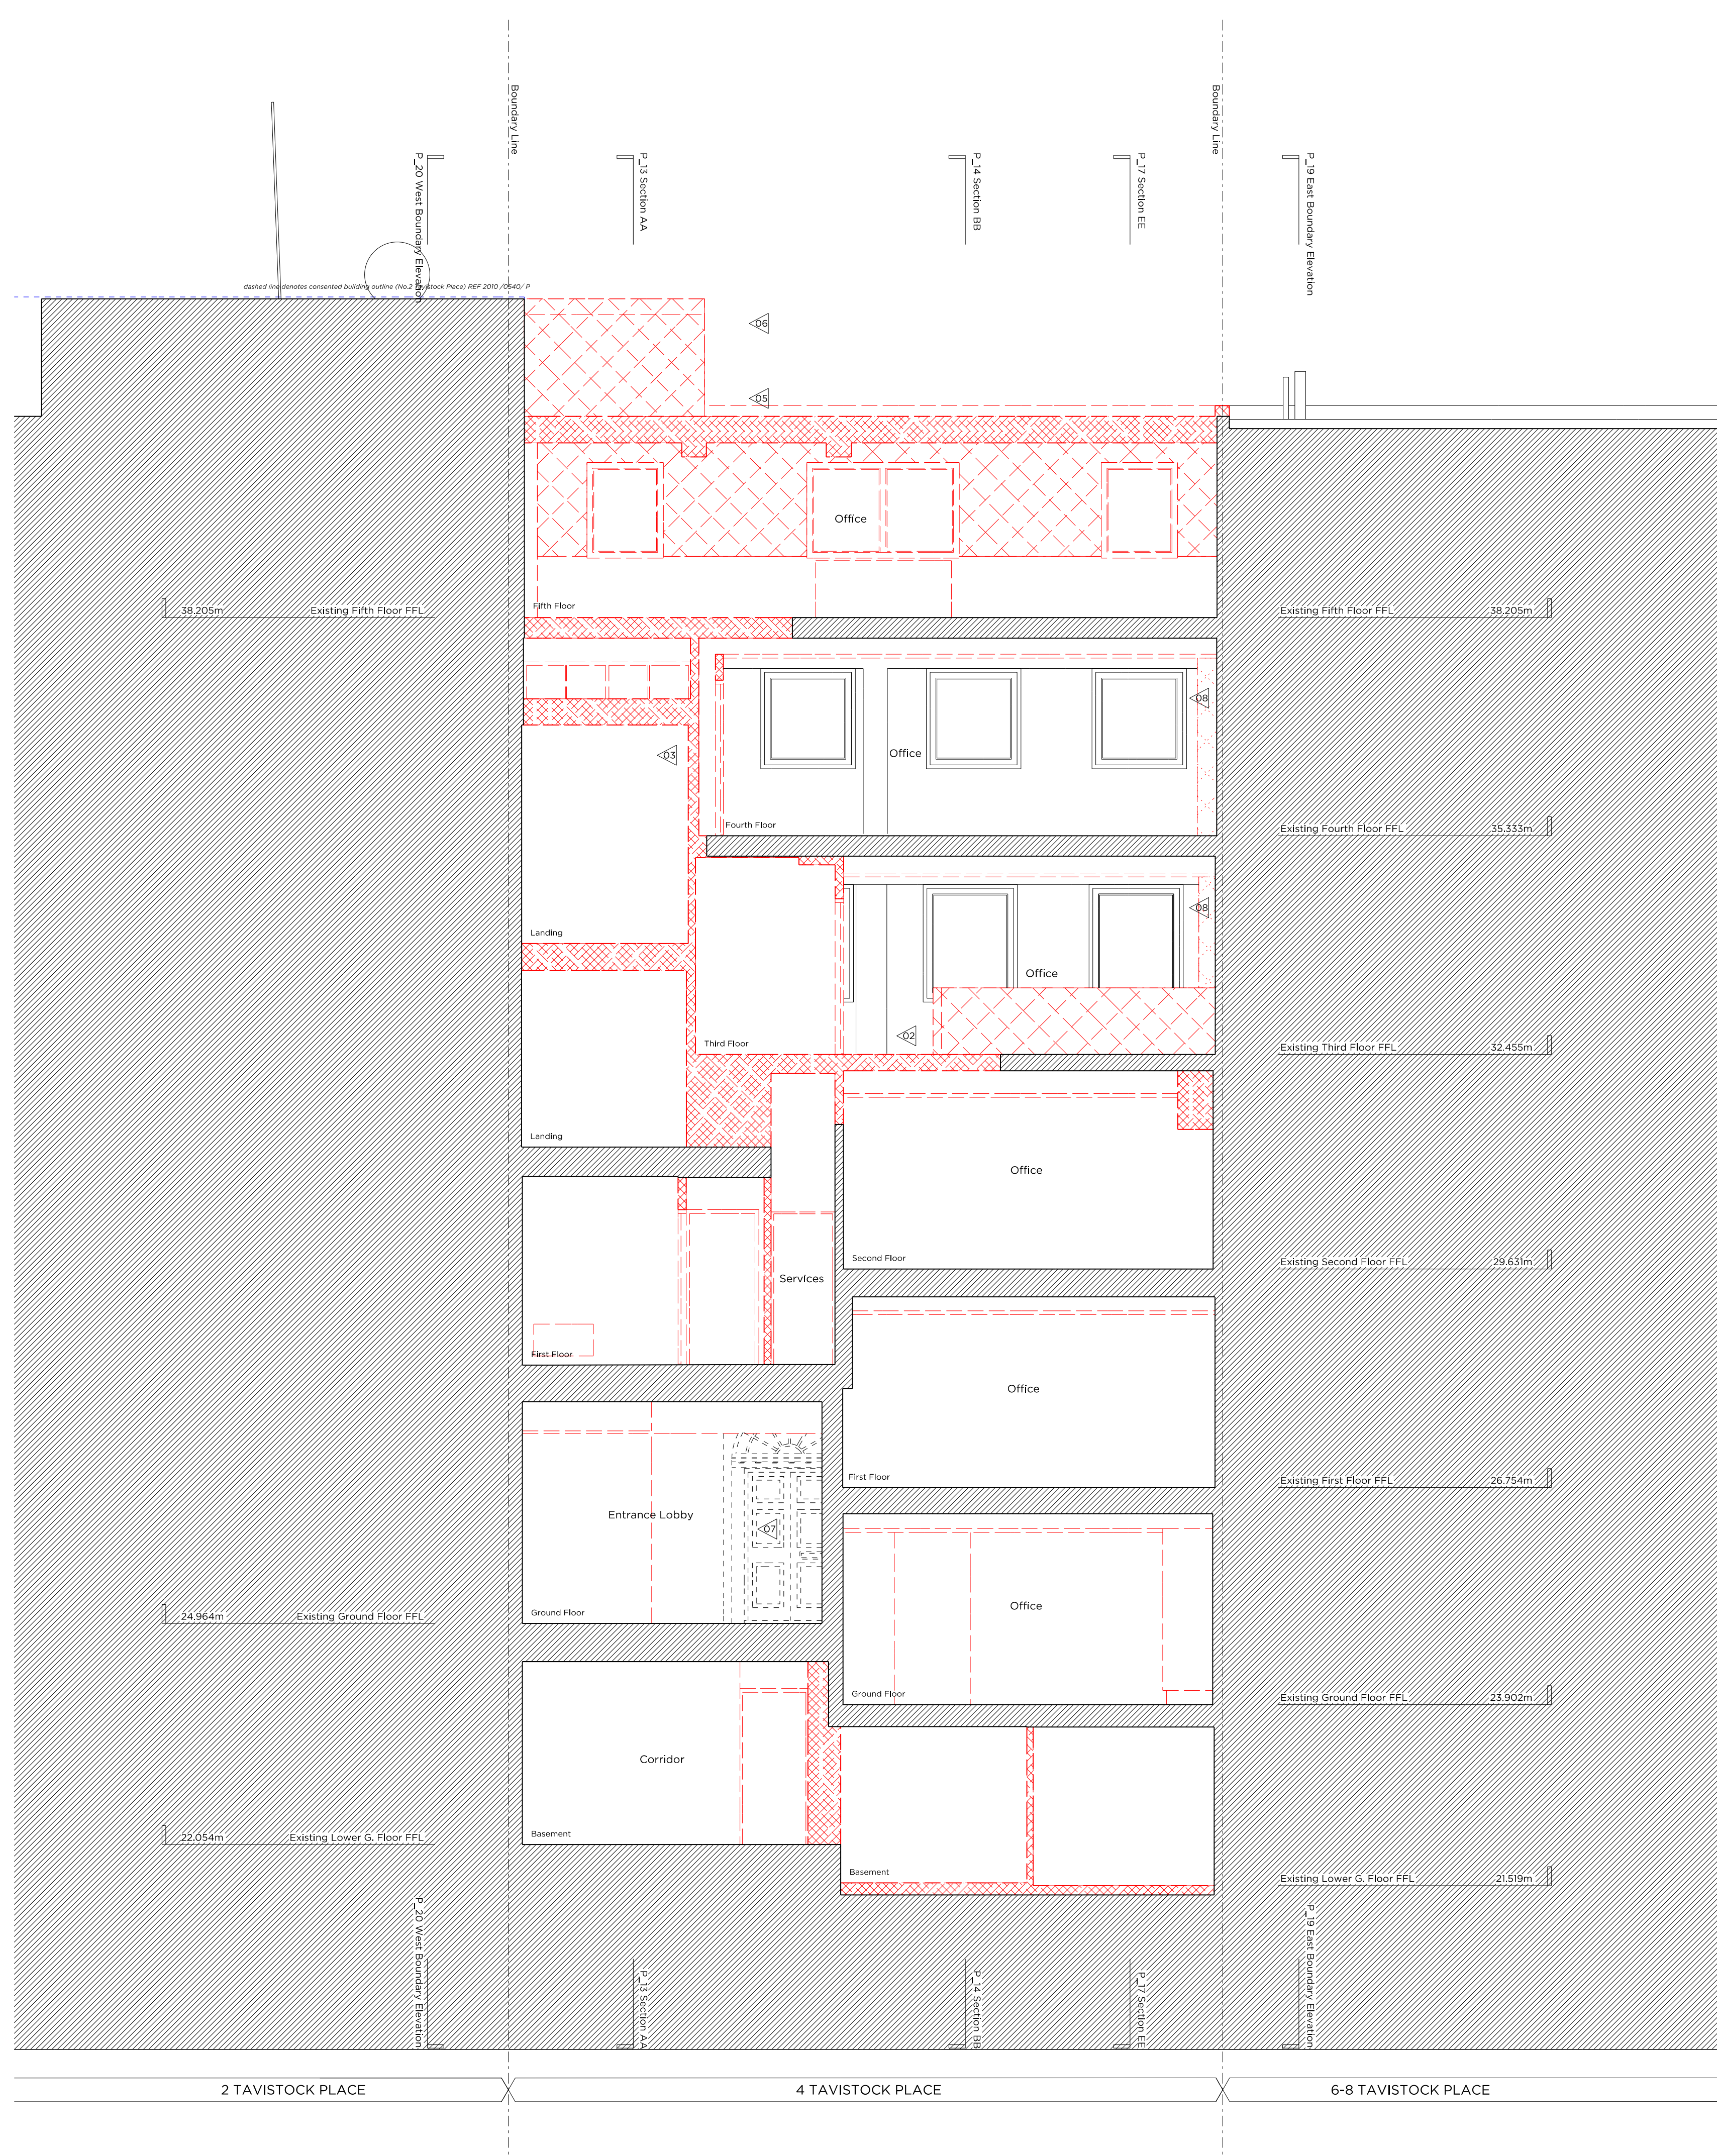 Boundary Line
Boundary Line
P_20 West Boundary Elevation
P_13 Section AA
P_14 Section BB
P_17 Section EE
P_19 East Boundary Elevation
dashed line denotes consented building outline (No.2 Tavistock Place) REF 2010 /0540/ P
06
05
Office
Fifth Floor
38.205m Existing Fifth Floor FFL
Existing Fifth Floor FFL 38.205m
08
03
Office
Fourth Floor
Existing Fourth Floor FFL 35.333m
08
Landing
Office
02
Third Floor
Existing Third Floor FFL 32.455m
Landing
Office
Second Floor
Existing Second Floor FFL 29.631m
Services
First Floor
Office
First Floor
Existing First Floor FFL 26.754m
Entrance Lobby
07
Ground Floor
24.964m Existing Ground Floor FFL
Office
Ground Floor
Existing Ground Floor FFL 23.902m
Corridor
Basement
22.054m Existing Lower G. Floor FFL
Basement
Existing Lower G. Floor FFL 21.519m
P_20 West Boundary Elevation
P_13 Section AA
P_14 Section BB
P_17 Section EE
P_19 East Boundary Elevation
2 TAVISTOCK PLACE
4 TAVISTOCK PLACE
6-8 TAVISTOCK PLACE